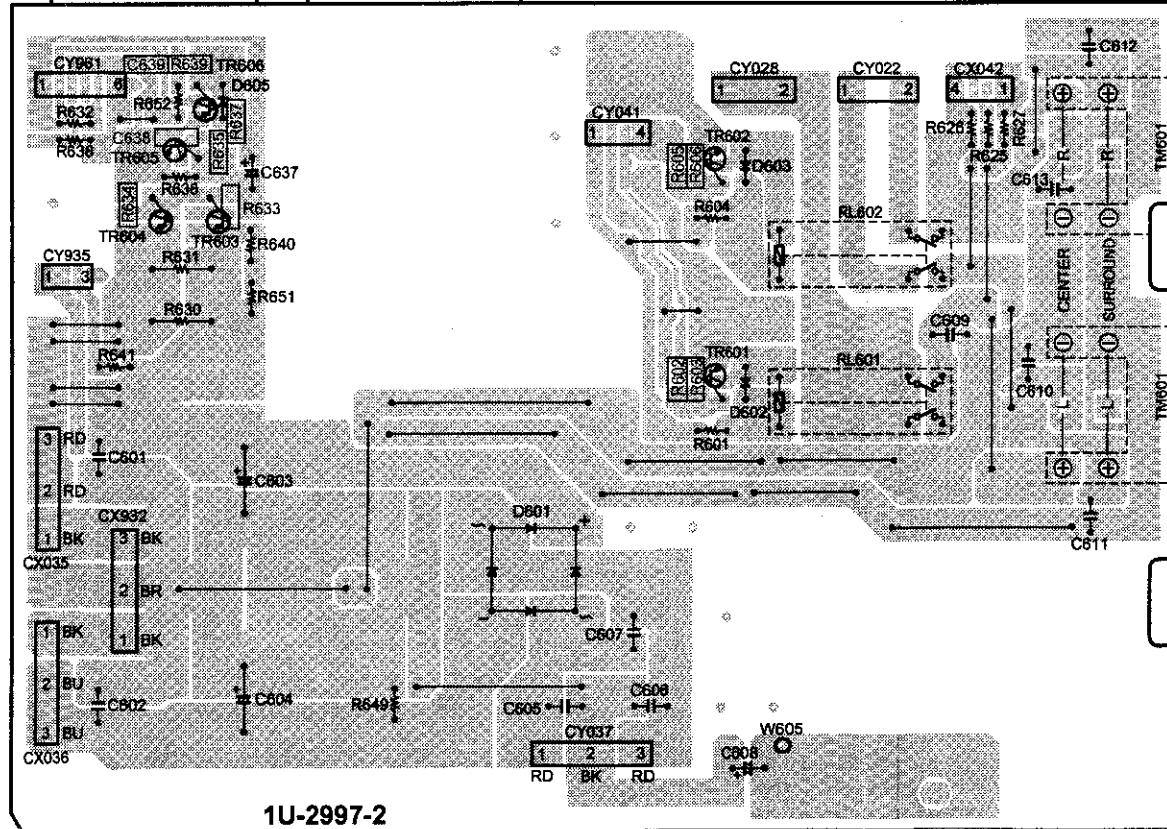 C612
CY961
C639
R639
TR606
1
6
D605
R632
R652
R637
R636
C638
R635
TR605
C637
R636
R634
R633
TR604
TR603
R640
CY935
1
3
R631
R651
R630
R641
CY028
1
2
CY022
1
2
CX042
4
1
CY041
1
4
TR602
R605
R606
D603
R626
R625
R627
R
R
TM601
C613
R604
RL602
CENTER
SURROUND
C609
TR601
R602
R603
D602
RL601
C610
L
L
TM601
R601
3
RD
2
RD
1
BK
CX035
C601
C603
CX932
3
BK
2
BR
1
BK
D601
C611
1
BK
2
BU
3
BU
CX036
C602
C604
R649
C607
C605
C606
CY037
1
2
3
RD
BK
RD
W605
C608
1U-2997-2